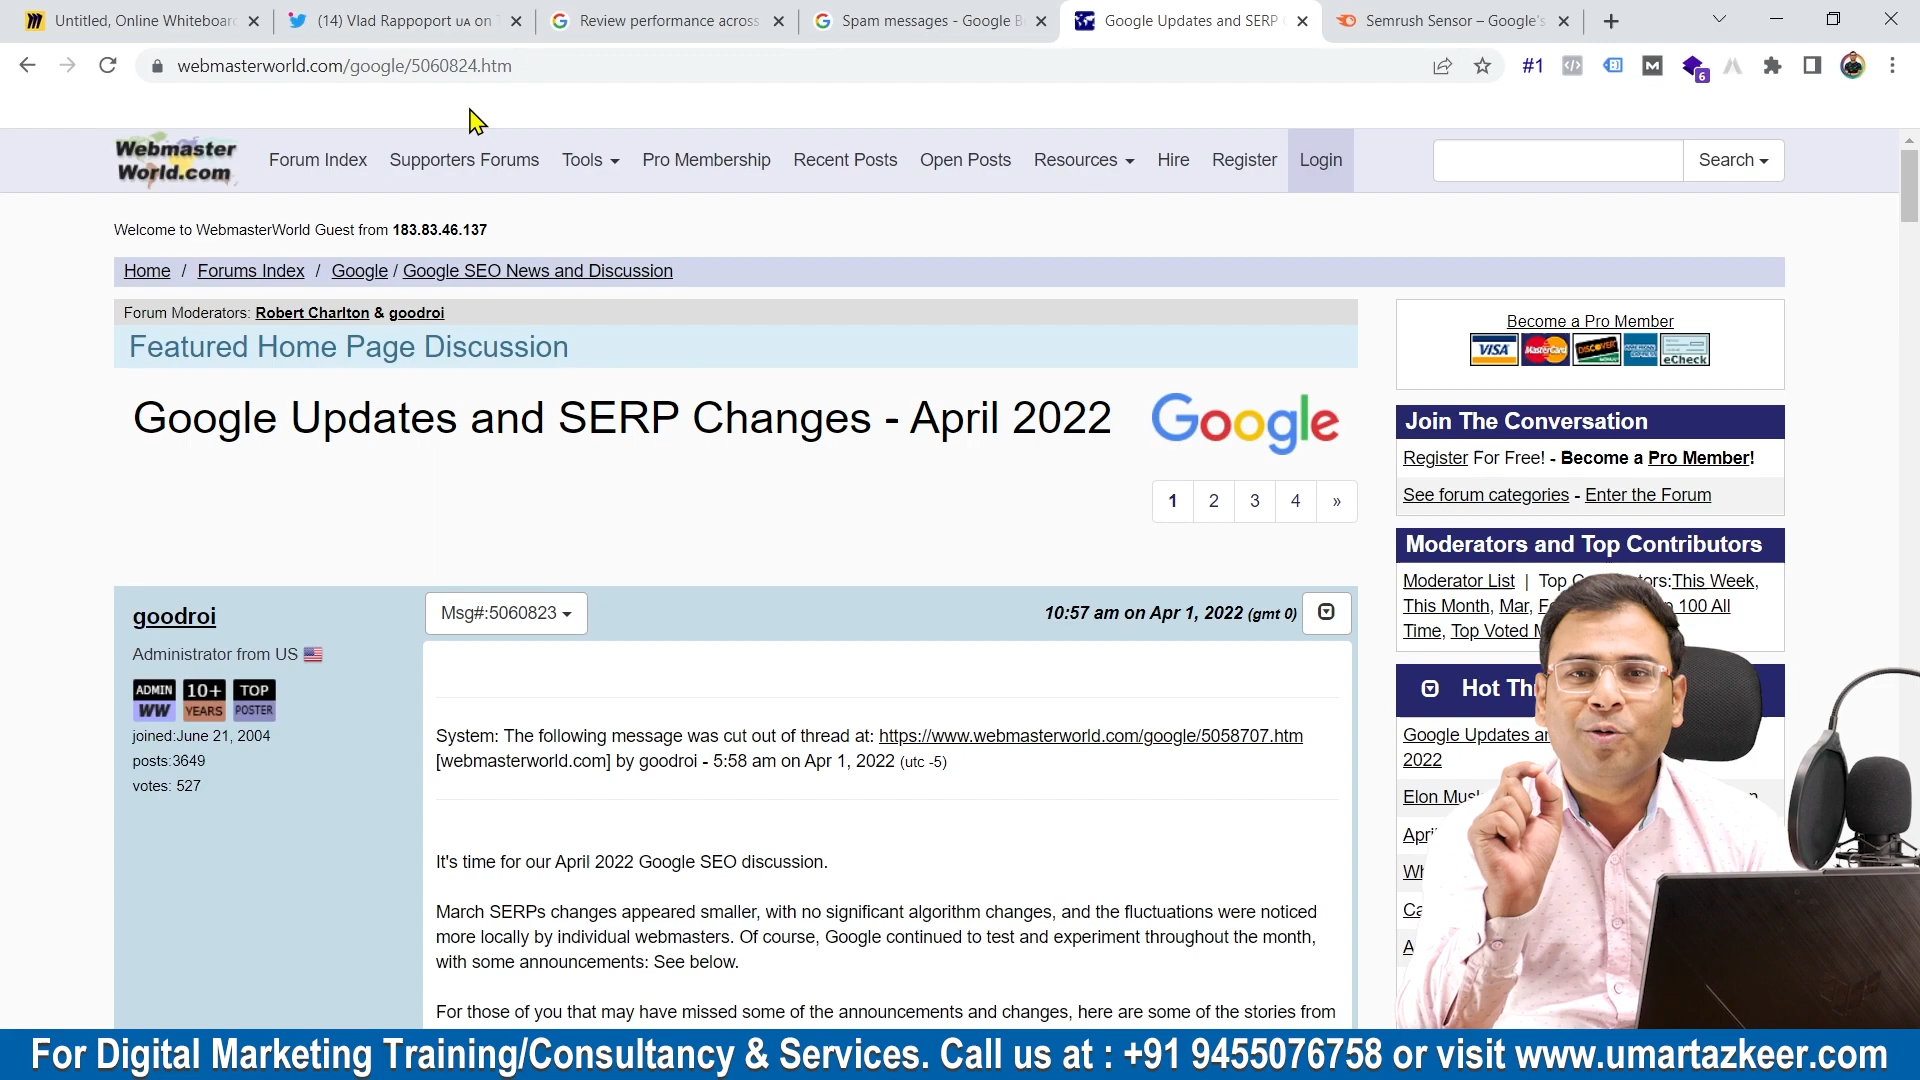 Untitled, Online Whiteboard
(14) Vlad Rappoport UA on
Review performance across
Spam messages - Google B
Google Updates and SERP
Semrush Sensor – Google's
webmasterworld.com/google/5060824.htm
#1
M
6
Webmaster
World.com
Forum Index
Supporters Forums
Tools
Pro Membership
Recent Posts
Open Posts
Resources
Hire
Register
Login
Search
Welcome to WebmasterWorld Guest from 183.83.46.137
Home / Forums Index / Google / Google SEO News and Discussion
Forum Moderators: Robert Charlton & goodroi
Featured Home Page Discussion
Google Updates and SERP Changes - April 2022
Google
1 2 3 4 »
Become a Pro Member
VISA MasterCard DISCOVER eCheck
Join The Conversation
Register For Free! - Become a Pro Member!
See forum categories - Enter the Forum
Moderators and Top Contributors
Moderator List | Top
This Week,
This Month, Mar,
100 All
Time, Top Voted
Hot
Google Updates
2022
Elon
goodroi
Administrator from US
ADMIN WW
10+ YEARS
TOP POSTER
joined:June 21, 2004
posts:3649
votes: 527
Msg#:5060823
10:57 am on Apr 1, 2022 (gmt 0)
System: The following message was cut out of thread at: https://www.webmasterworld.com/google/5058707.htm
[webmasterworld.com] by goodroi - 5:58 am on Apr 1, 2022 (utc -5)
It's time for our April 2022 Google SEO discussion.
March SERPs changes appeared smaller, with no significant algorithm changes, and the fluctuations were noticed
more locally by individual webmasters. Of course, Google continued to test and experiment throughout the month,
with some announcements: See below.
For those of you that may have missed some of the announcements and changes, here are some of the stories from
For Digital Marketing Training/Consultancy & Services. Call us at : +91 9455076758 or visit www.umartazkeer.com